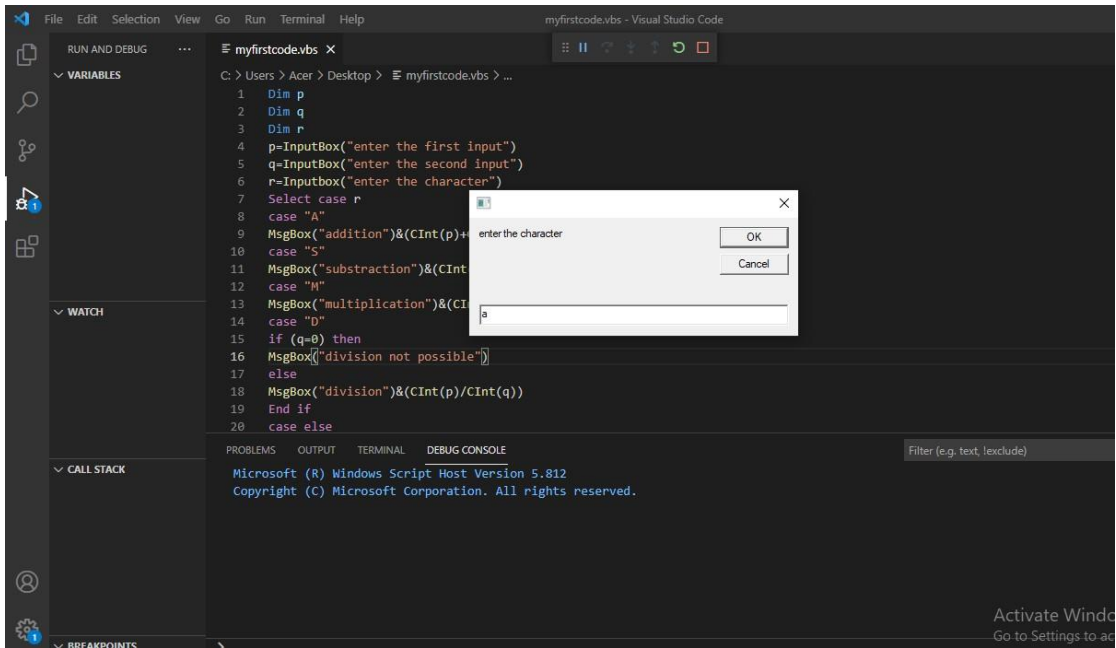 File Edit Selection View Go Run Terminal Help
myfirstcode.vbs - Visual Studio Code
RUN AND DEBUG ...
myfirstcode.vbs
VARIABLES
C: > Users > Acer > Desktop > myfirstcode.vbs > ...
1 Dim p
2 Dim q
3 Dim r
4 p=InputBox("enter the first input")
5 q=InputBox("enter the second input")
6 r=Inputbox("enter the character")
7 Select case r
8 case "A"
9 MsgBox("addition")&(CInt(p)+
10 case "S"
11 MsgBox("substraction")&(CInt
12 case "M"
13 MsgBox("multiplication")&(CI
14 case "D"
15 if (q=0) then
16 MsgBox("division not possible")
17 else
18 MsgBox("division")&(CInt(p)/CInt(q))
19 End if
20 case else
enter the character
OK
Cancel
a
WATCH
CALL STACK
BREAKPOINTS
PROBLEMS OUTPUT TERMINAL DEBUG CONSOLE
Filter (e.g. text, !exclude)
Microsoft (R) Windows Script Host Version 5.812
Copyright (C) Microsoft Corporation. All rights reserved.
1
1
Activate Windo
Go to Settings to ac